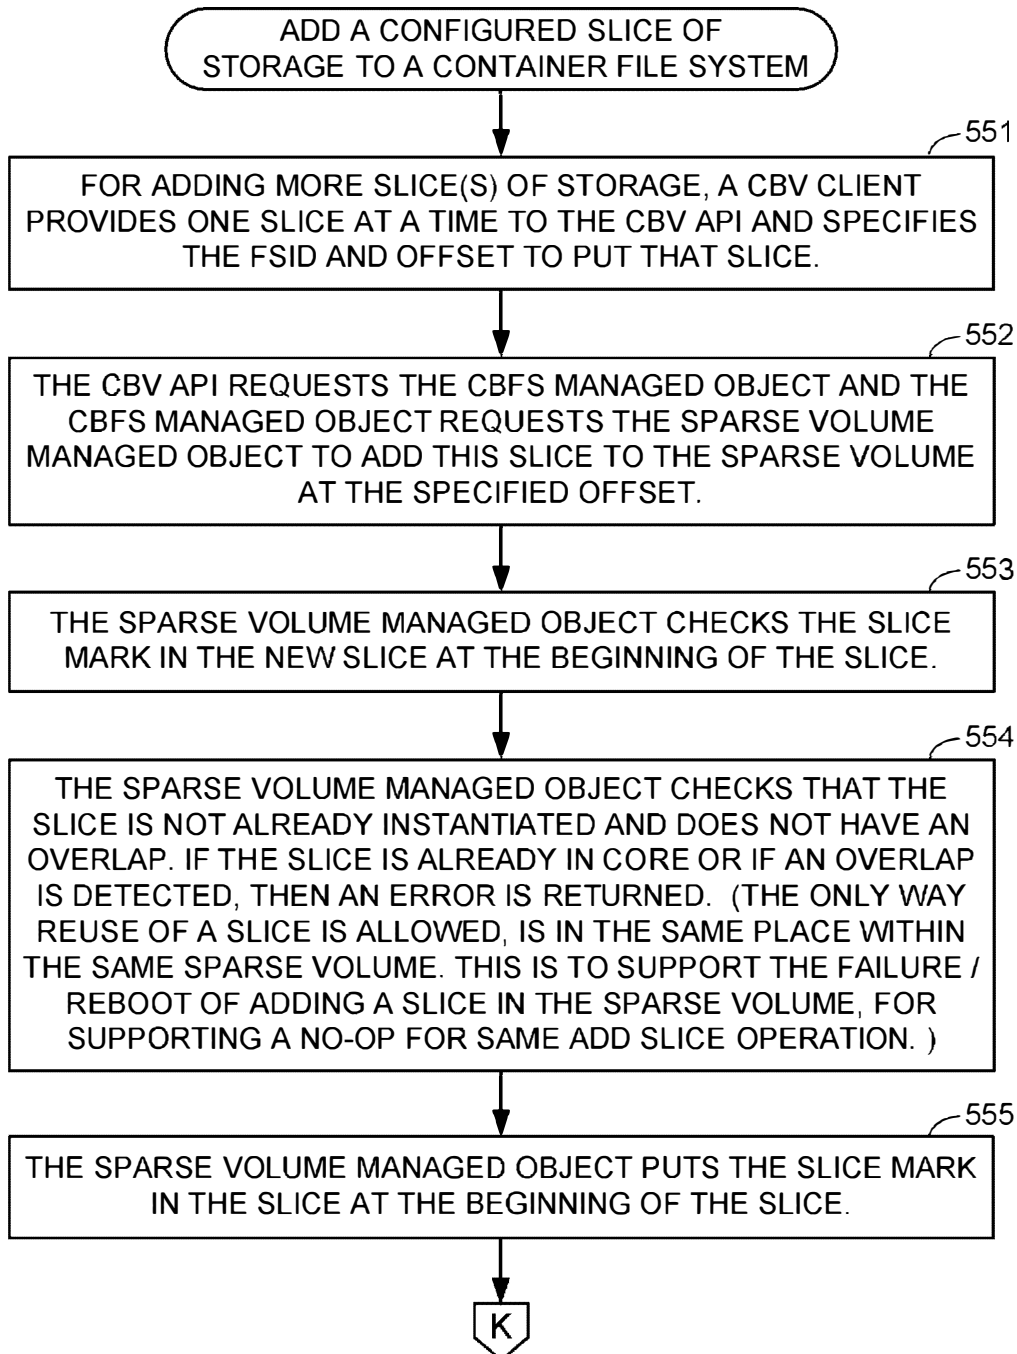 ADD A CONFIGURED SLICE OF
STORAGE TO A CONTAINER FILE SYSTEM
551
FOR ADDING MORE SLICE(S) OF STORAGE, A CBV CLIENT
PROVIDES ONE SLICE AT A TIME TO THE CBV API AND SPECIFIES
THE FSID AND OFFSET TO PUT THAT SLICE.
552
THE CBV API REQUESTS THE CBFS MANAGED OBJECT AND THE
CBFS MANAGED OBJECT REQUESTS THE SPARSE VOLUME
MANAGED OBJECT TO ADD THIS SLICE TO THE SPARSE VOLUME
AT THE SPECIFIED OFFSET.
553
THE SPARSE VOLUME MANAGED OBJECT CHECKS THE SLICE
MARK IN THE NEW SLICE AT THE BEGINNING OF THE SLICE.
554
THE SPARSE VOLUME MANAGED OBJECT CHECKS THAT THE
SLICE IS NOT ALREADY INSTANTIATED AND DOES NOT HAVE AN
OVERLAP. IF THE SLICE IS ALREADY IN CORE OR IF AN OVERLAP
IS DETECTED, THEN AN ERROR IS RETURNED. (THE ONLY WAY
REUSE OF A SLICE IS ALLOWED, IS IN THE SAME PLACE WITHIN
THE SAME SPARSE VOLUME. THIS IS TO SUPPORT THE FAILURE /
REBOOT OF ADDING A SLICE IN THE SPARSE VOLUME, FOR
SUPPORTING A NO-OP FOR SAME ADD SLICE OPERATION. )
555
THE SPARSE VOLUME MANAGED OBJECT PUTS THE SLICE MARK
IN THE SLICE AT THE BEGINNING OF THE SLICE.
K